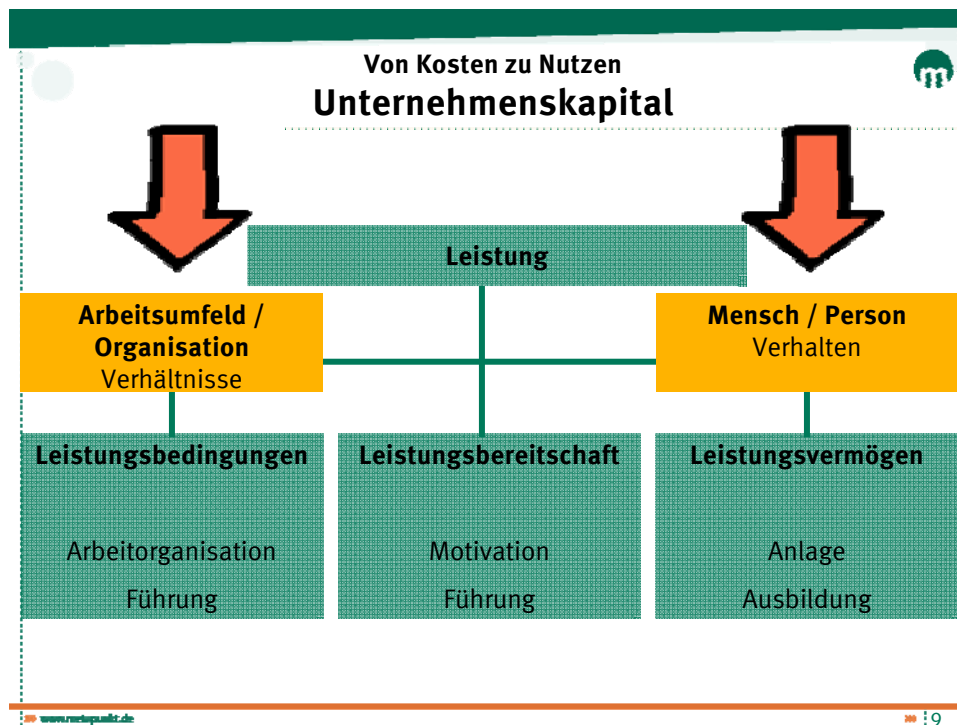 Von Kosten zu Nutzen
Unternehmenskapital
m
Leistung
Arbeitsumfeld /
Organisation
Verhältnisse
Mensch / Person
Verhalten
Leistungsbedingungen
Arbeitorganisation
Führung
Leistungsbereitschaft
Motivation
Führung
Leistungsvermögen
Anlage
Ausbildung
9